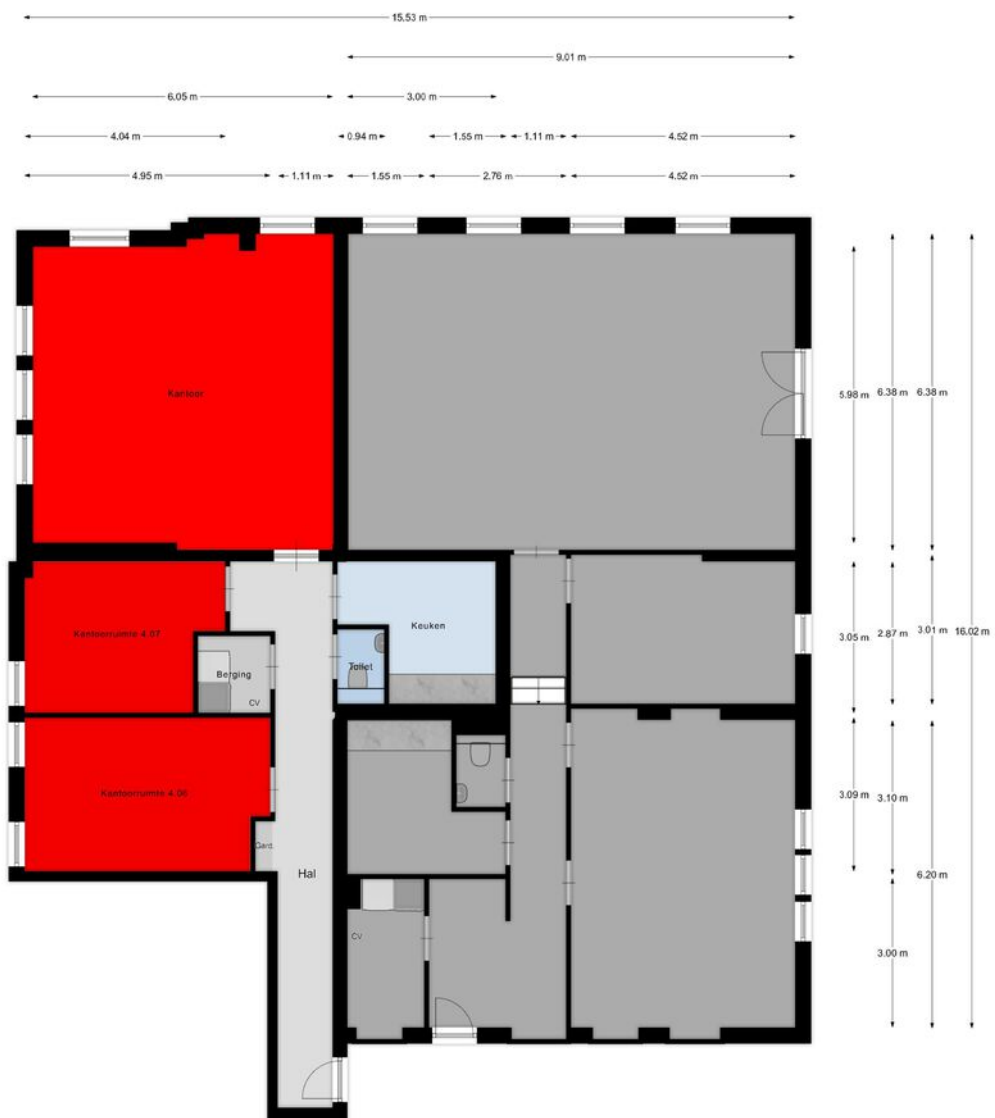 15.53 m
9.01 m
6.05 m
3.00 m
4.04 m
0.94 m
1.55 m
1.11 m
4.52 m
4.95 m
1.11 m
1.55 m
2.76 m
4.52 m
Kantoor
5.98 m
6.38 m
6.38 m
Kantoorruimte 4.07
Keuken
Toilet
Berging
CV
3.05 m
2.87 m
3.01 m
16.02 m
Kantoorruimte 4.06
Gard.
Hal
3.09 m
3.10 m
6.20 m
CV
3.00 m